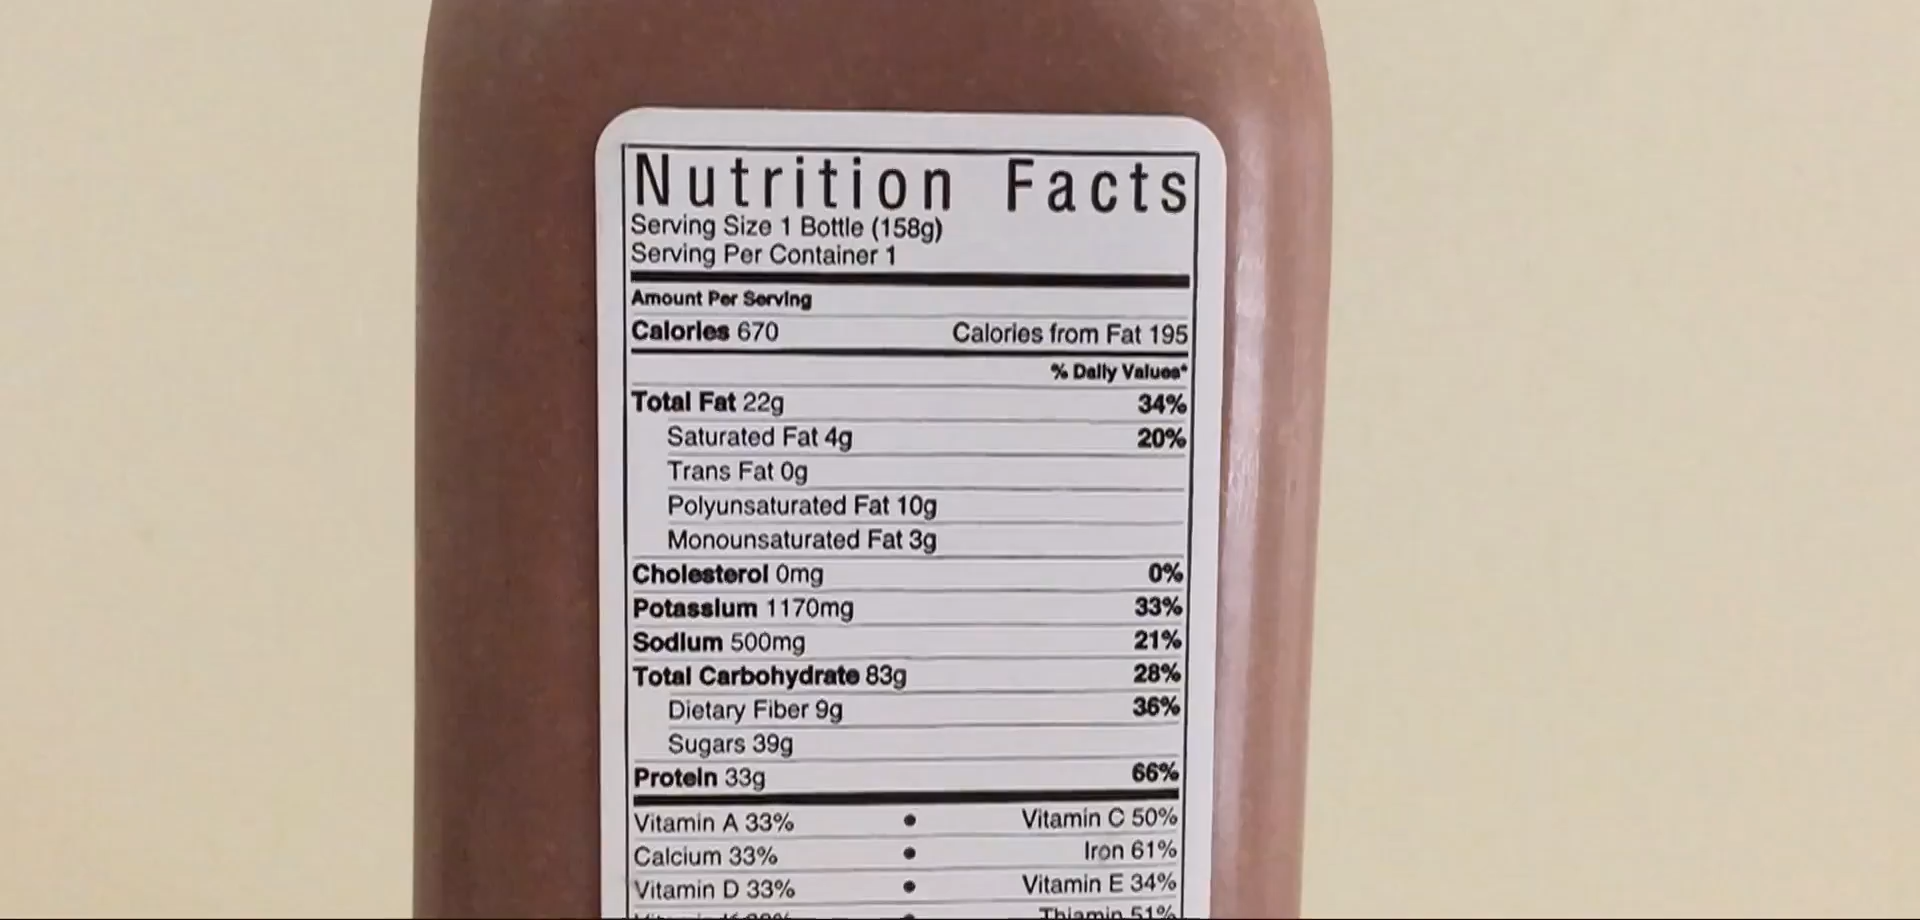 Nutrition Facts
Serving Size 1 Bottle (158g)
Serving Per Container 1
Amount Per Serving
Calories 670 Calories from Fat 195
% Daily Values*
Total Fat 22g 34%
Saturated Fat 4g 20%
Trans Fat 0g
Polyunsaturated Fat 10g
Monounsaturated Fat 3g
Cholesterol 0mg 0%
Potassium 1170mg 33%
Sodium 500mg 21%
Total Carbohydrate 83g 28%
Dietary Fiber 9g 36%
Sugars 39g
Protein 33g 66%
Vitamin A 33% • Vitamin C 50%
Calcium 33% • Iron 61%
Vitamin D 33% • Vitamin E 34%
Thiamin 51%